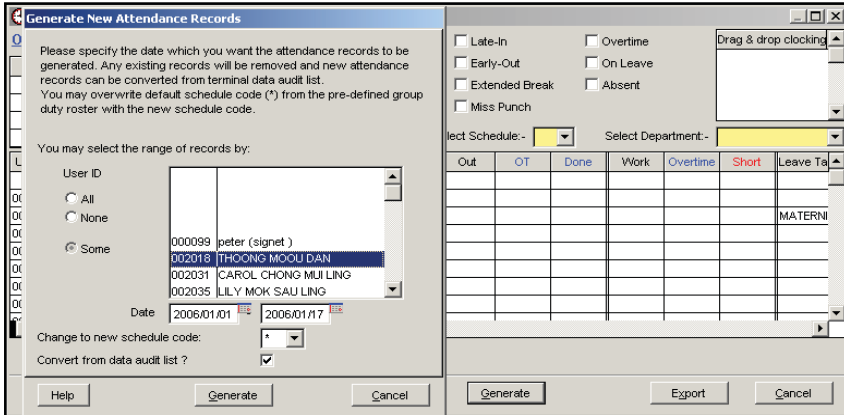 Generate New Attendance Records
Please specify the date which you want the attendance records to be
generated. Any existing records will be removed and new attendance
records can be converted from terminal data audit list.
You may overwrite default schedule code (*) from the pre-defined group
duty roster with the new schedule code.
You may select the range of records by:
User ID
All
None
Some
000099 peter (signet )
002018 THOONG MOOU DAN
002031 CAROL CHONG MUI LING
002035 LILY MOK SAU LING
Date 2006/01/01 2006/01/17
Change to new schedule code: *
Convert from data audit list ?
Help Generate Cancel
Late-In Overtime
Early-Out On Leave
Extended Break Absent
Miss Punch
Drag & drop clocking
lect Schedule:- Select Department:-
Out OT Done Work Overtime Short Leave Ta
MATERNI
Generate Export Cancel